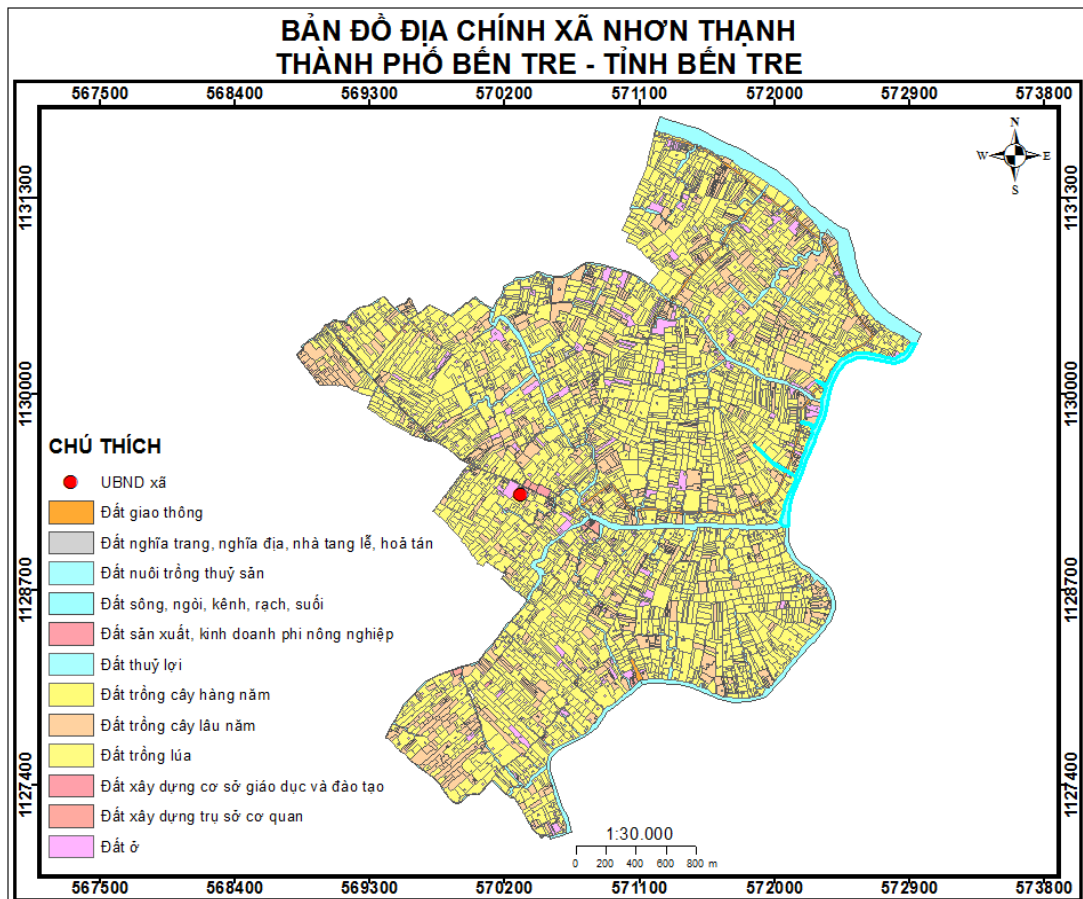 BẢN ĐỒ ĐỊA CHÍNH XÃ NHƠN THẠNH
THÀNH PHỐ BẾN TRE - TỈNH BẾN TRE
567500 568400 569300 570200 571100 572000 572900 573800
N
W E
S
1131300 1131300
1130000 1130000
CHÚ THÍCH
UBND xã
Đất giao thông
Đất nghĩa trang, nghĩa địa, nhà tang lễ, hoả tán
Đất nuôi trồng thuỷ sản
1128700 1128700
Đất sông, ngòi, kênh, rạch, suối
Đất sản xuất, kinh doanh phi nông nghiệp
Đất thuỷ lợi
Đất trồng cây hàng năm
Đất trồng cây lâu năm
Đất trồng lúa
1127400 1127400
Đất xây dựng cơ sở giáo dục và đào tạo
Đất xây dựng trụ sở cơ quan
Đất ở
1:30.000
0 200 400 600 800 m
567500 568400 569300 570200 571100 572000 572900 573800